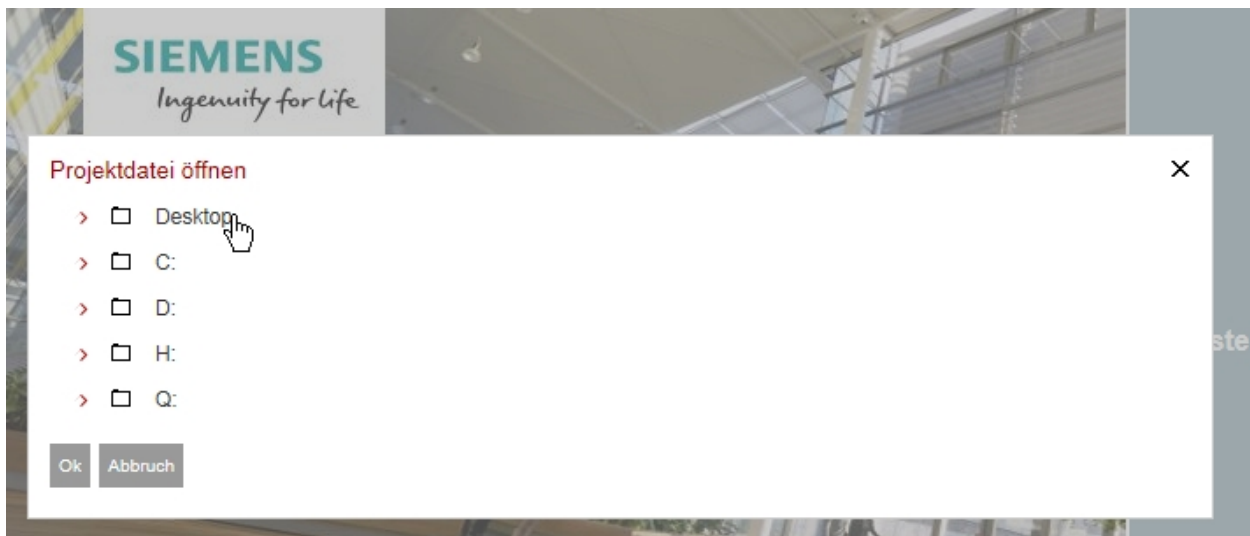 SIEMENS
Ingenuity for life
Projektdatei öffnen
Desktop
C:
D:
H:
Q:
Ok Abbruch